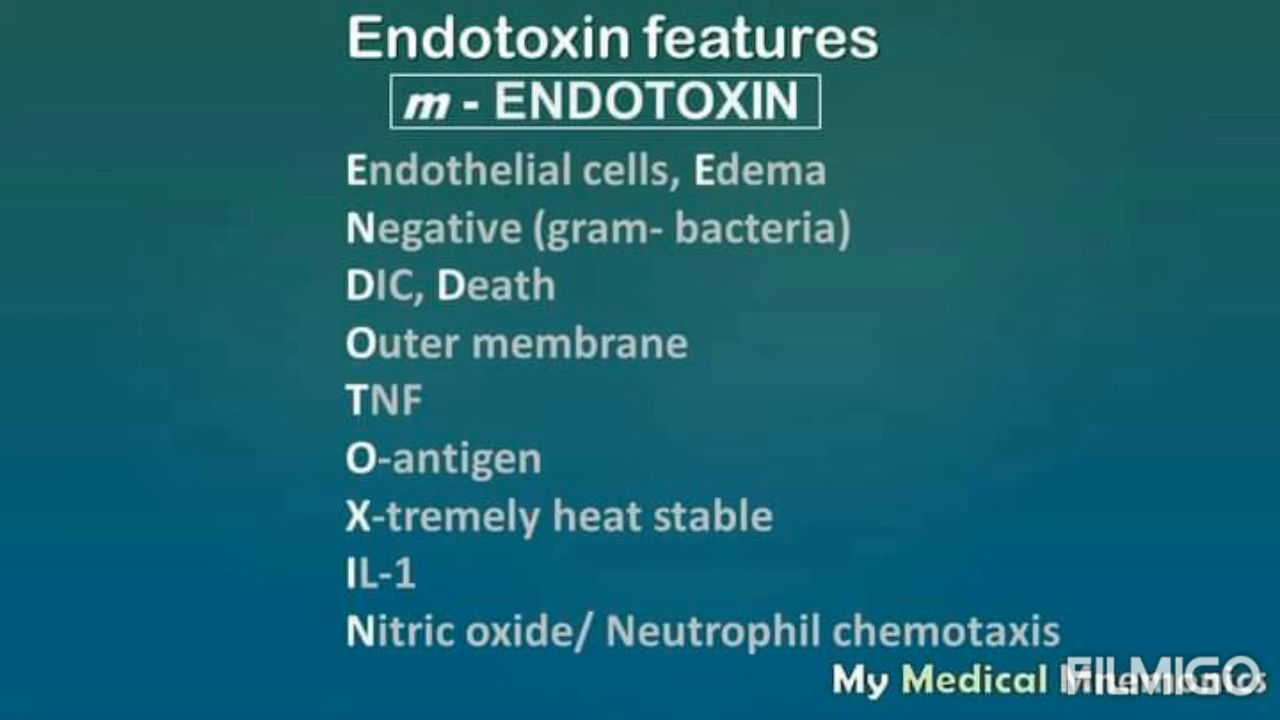 Endotoxin features
m - ENDOTOXIN
Endothelial cells, Edema
Negative (gram- bacteria)
DIC, Death
Outer membrane
TNF
O-antigen
X-tremely heat stable
IL-1
Nitric oxide/ Neutrophil chemotaxis
My Medical Mnemonics
FILMIGO